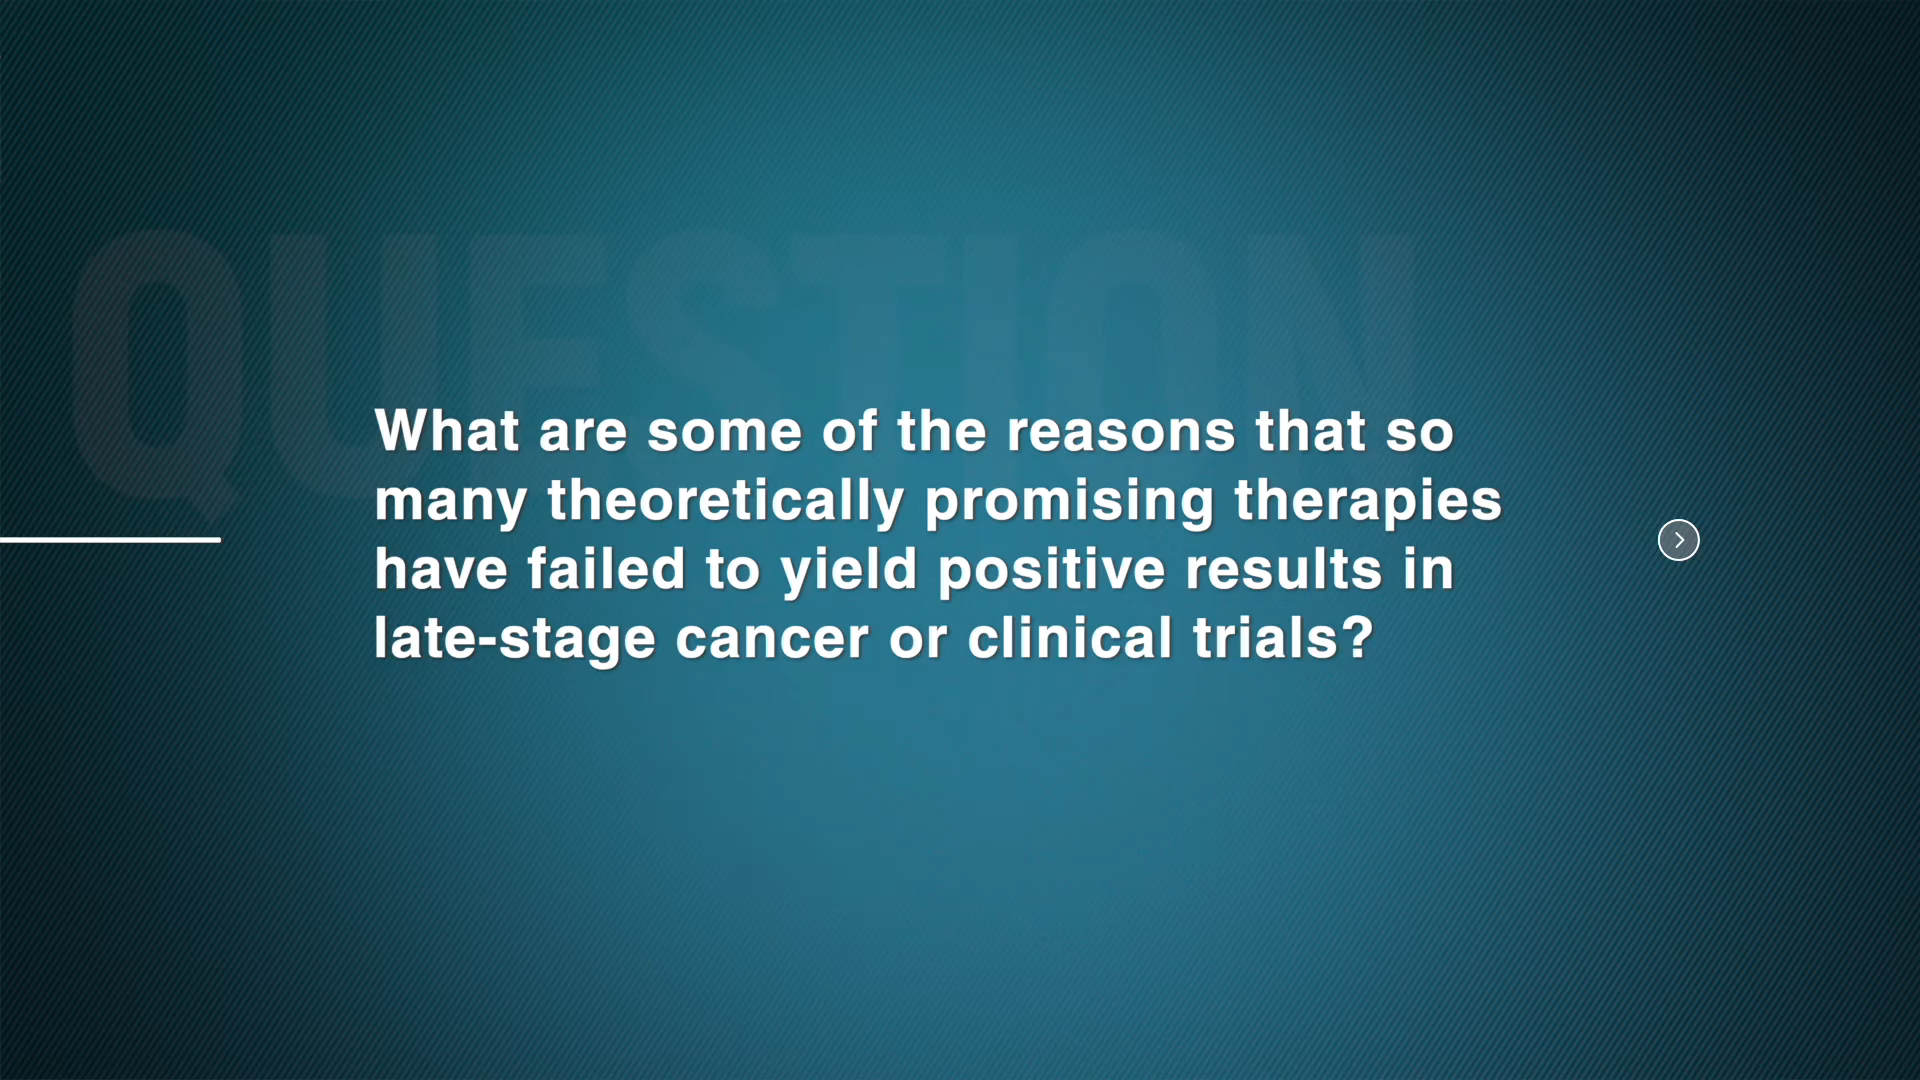 QUESTION
What are some of the reasons that so
many theoretically promising therapies
have failed to yield positive results in
late-stage cancer or clinical trials?